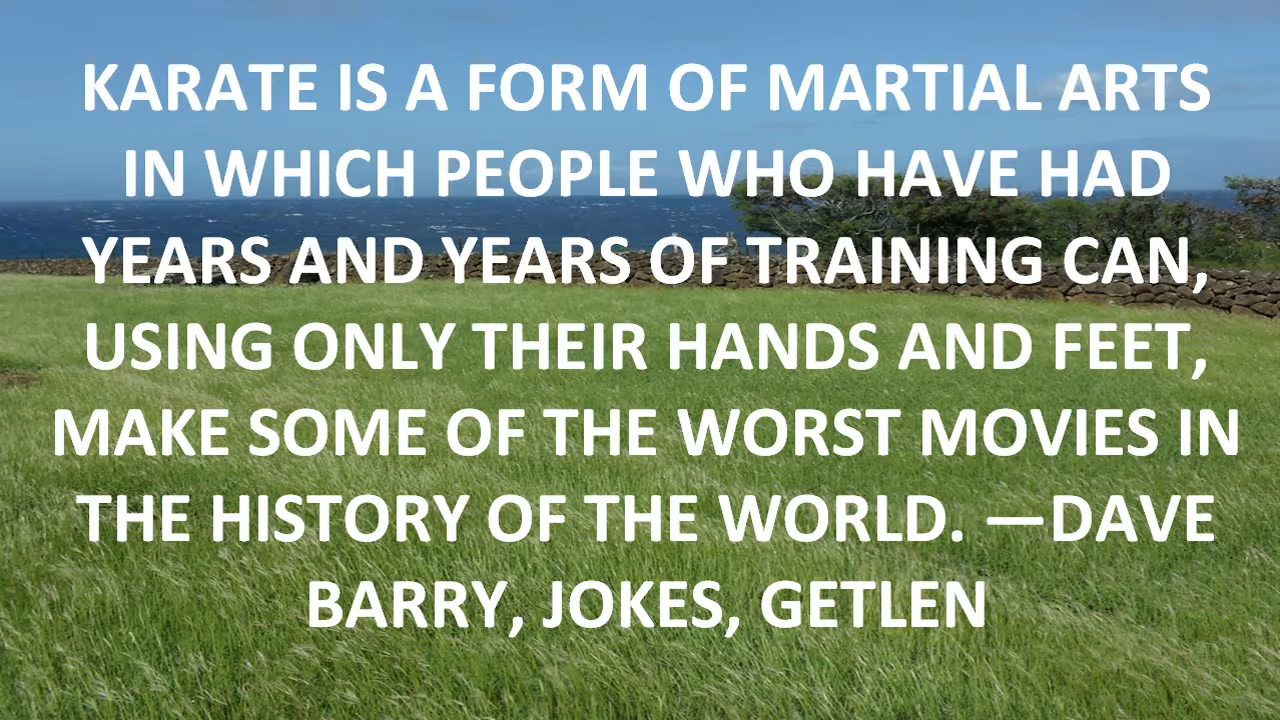 KARATE IS A FORM OF MARTIAL ARTS
IN WHICH PEOPLE WHO HAVE HAD
YEARS AND YEARS OF TRAINING CAN,
USING ONLY THEIR HANDS AND FEET,
MAKE SOME OF THE WORST MOVIES IN
THE HISTORY OF THE WORLD. —DAVE
BARRY, JOKES, GETLEN